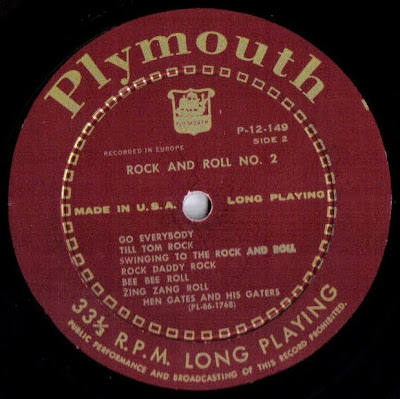 Plymouth
PLYMOUTH
P-12-149
SIDE 2
RECORDED IN EUROPE
ROCK AND ROLL NO. 2
MADE IN U.S.A. LONG PLAYING
GO EVERYBODY
TILL TOM ROCK
SWINGING TO THE ROCK AND ROLL
ROCK DADDY ROCK
BEE BEE ROLL
ZING ZANG ROLL
HEN GATES AND HIS GATERS
(PL-66-1768)
33⅓ R.P.M. LONG PLAYING
PUBLIC PERFORMANCE AND BROADCASTING OF THIS RECORD PROHIBITED.